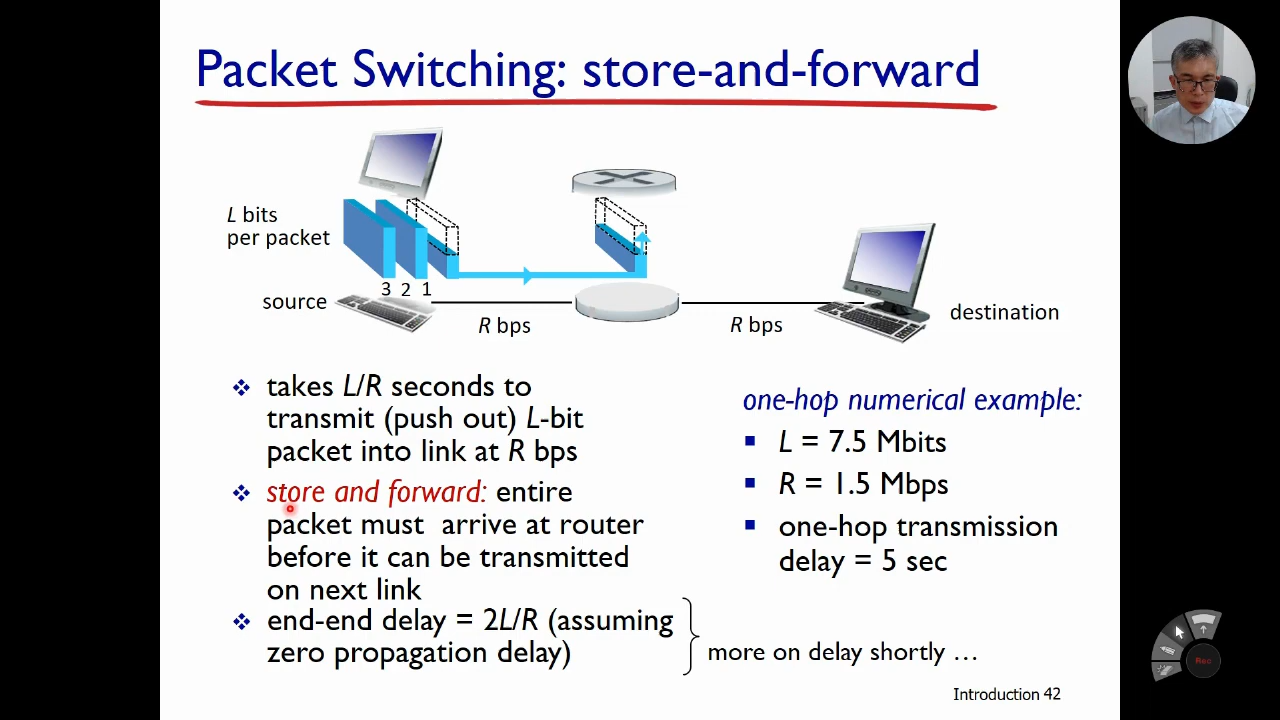 Packet Switching: store-and-forward
L bits
per packet
3 2 1
source
R bps
R bps
destination
takes L/R seconds to
transmit (push out) L-bit
packet into link at R bps
store and forward: entire
packet must arrive at router
before it can be transmitted
on next link
end-end delay = 2L/R (assuming
zero propagation delay)
one-hop numerical example:
L = 7.5 Mbits
R = 1.5 Mbps
one-hop transmission
delay = 5 sec
more on delay shortly …
Introduction 42
Rec